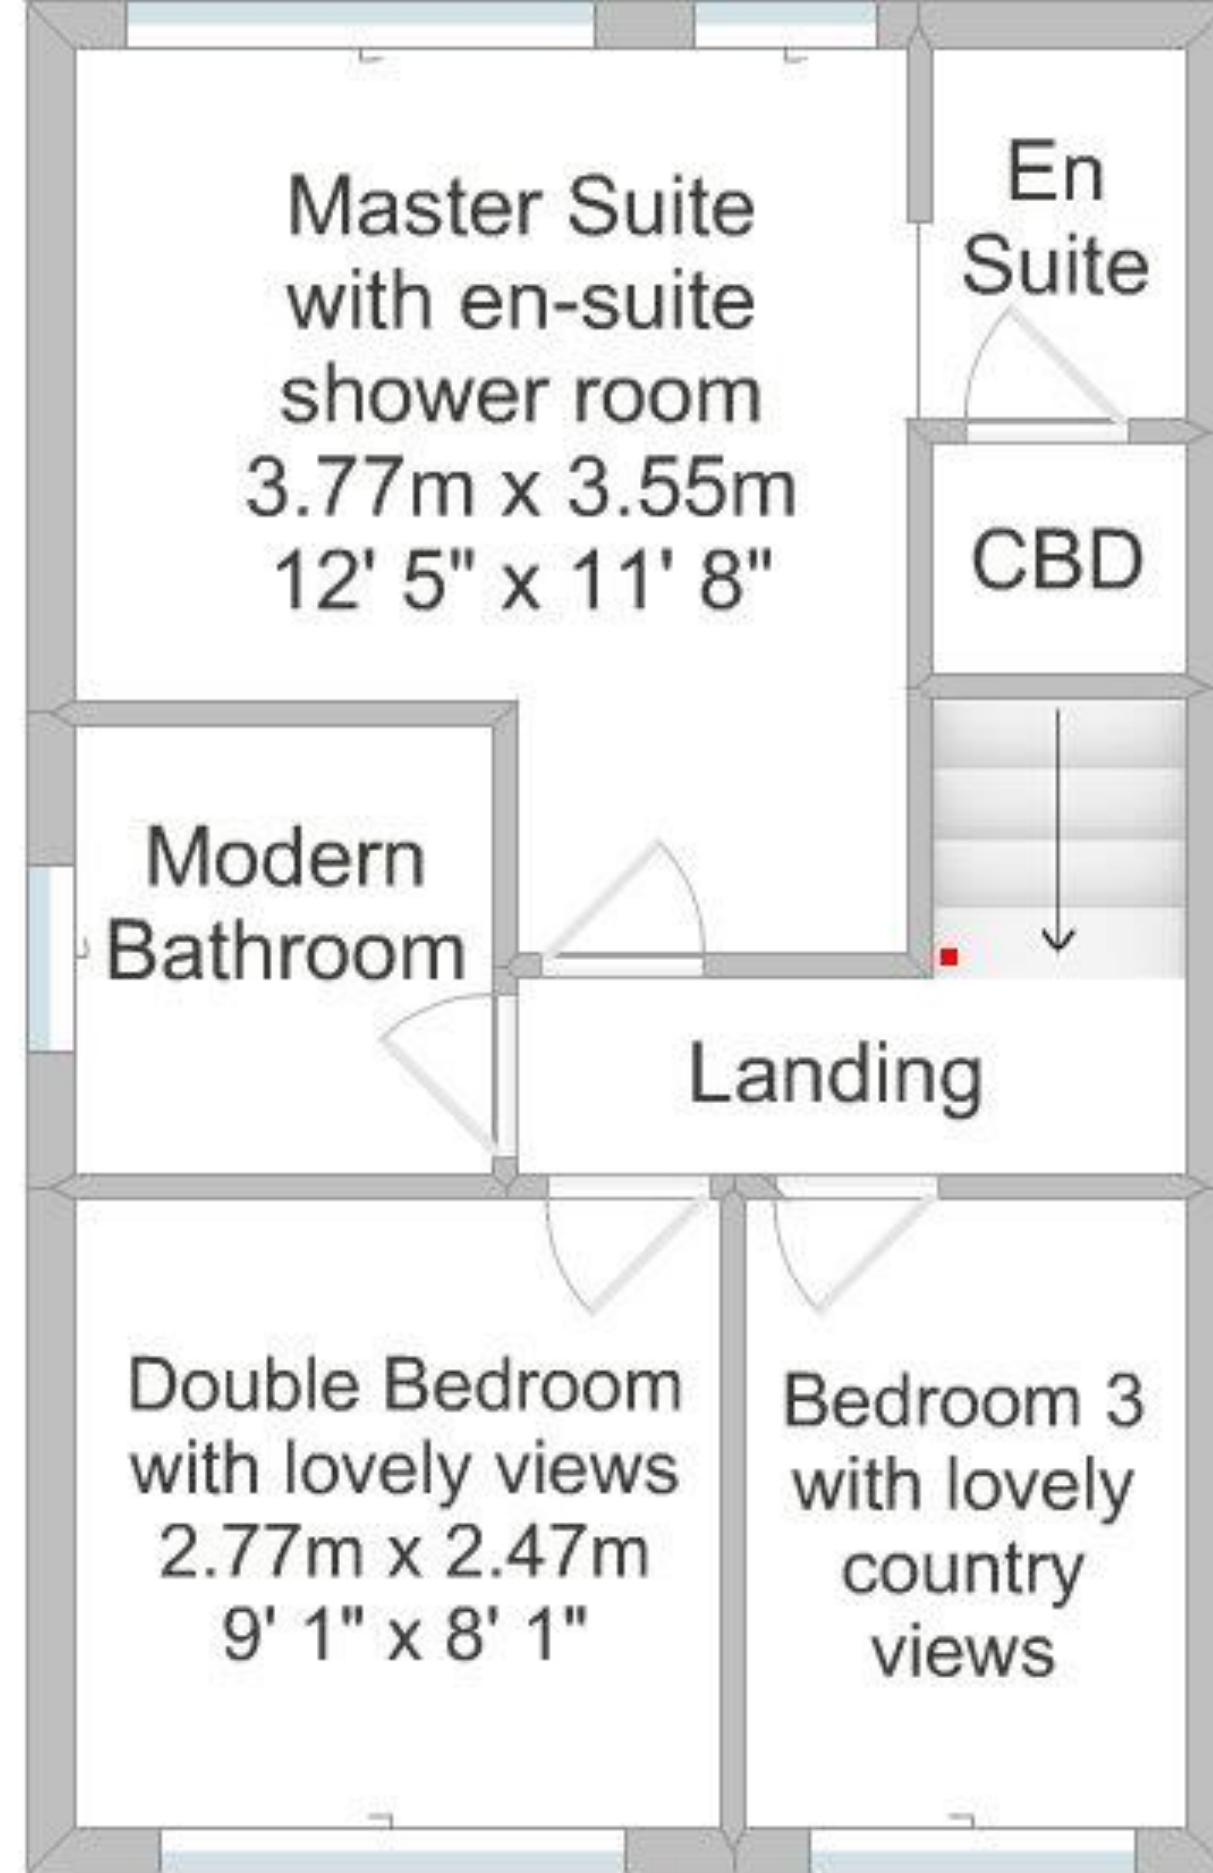 Master Suite
with en-suite
shower room
3.77m x 3.55m
12' 5" x 11' 8"
En
Suite
CBD
Modern
Bathroom
Landing
Double Bedroom
with lovely views
2.77m x 2.47m
9' 1" x 8' 1"
Bedroom 3
with lovely
country
views